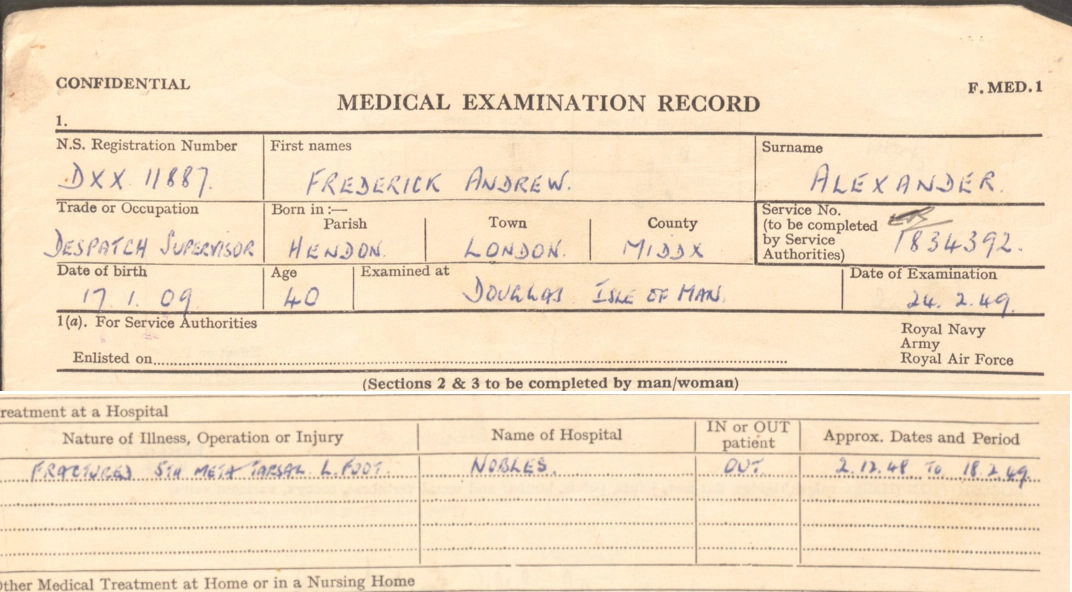 CONFIDENTIAL
F. MED. 1
MEDICAL EXAMINATION RECORD
1.
N.S. Registration Number
First names
Surname
DXX 11887.
FREDERICK ANDREW.
ALEXANDER.
Trade or Occupation
Born in :—
Parish
Town
County
Service No.
(to be completed
by Service
Authorities)
DESPATCH SUPERVISOR
HENDON.
LONDON.
MIDDX
1834392.
Date of birth
Age
Examined at
Date of Examination
17. 1. 09.
40
DOUGLAS ISLE OF MAN.
24. 2. 49.
1(a). For Service Authorities
Royal Navy
Army
Enlisted on
Royal Air Force
(Sections 2 & 3 to be completed by man/woman)
reatment at a Hospital
Nature of Illness, Operation or Injury
Name of Hospital
IN or OUT
patient
Approx. Dates and Period
FRACTURED 5TH META TARSAL L. FOOT.
NOBLES.
OUT
2.12.48 TO 18.2.49.
ther Medical Treatment at Home or in a Nursing Home